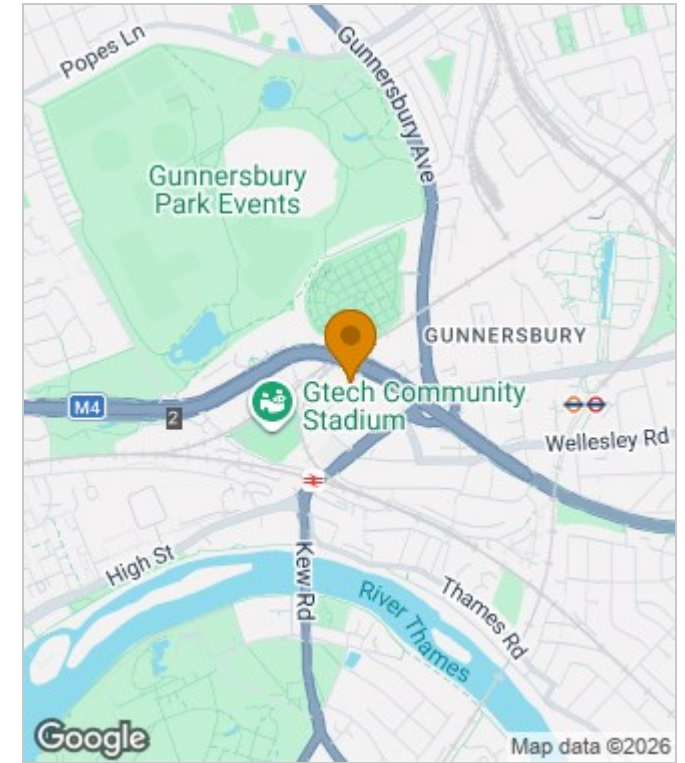 Popes Ln
Gunnersbury Ave
Gunnersbury
Park Events
GUNNERSBURY
M4
2
Gtech Community
Stadium
Wellesley Rd
High St
Kew Rd
River Thames
Thames Rd
Google
Map data ©2026